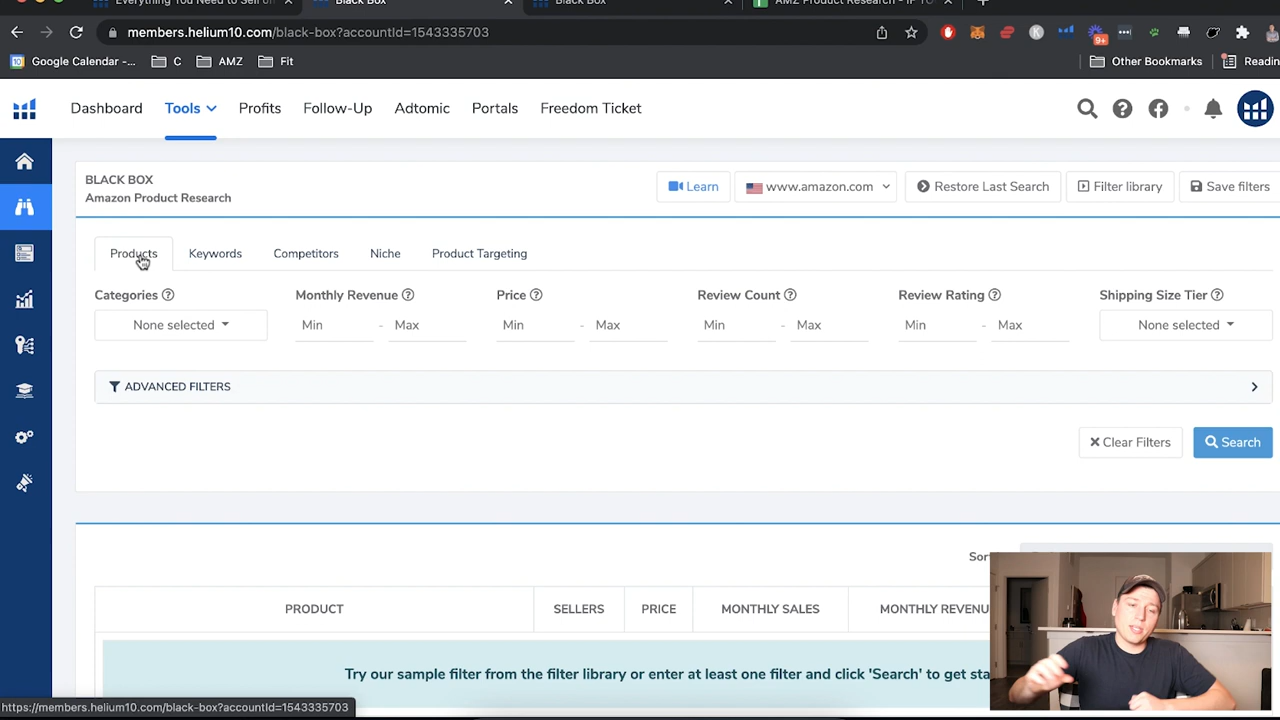 Everything You Need to Sell on
Black Box
Black Box
AMZ Product Research - IP TO
members.helium10.com/black-box?accountId=1543335703
9+
Google Calendar -...
C
AMZ
Fit
Other Bookmarks
Readin
Dashboard
Tools
Profits
Follow-Up
Adtomic
Portals
Freedom Ticket
BLACK BOX
Amazon Product Research
Learn
www.amazon.com
Restore Last Search
Filter library
Save filters
Products
Keywords
Competitors
Niche
Product Targeting
Categories
Monthly Revenue
Price
Review Count
Review Rating
Shipping Size Tier
None selected
Min - Max
Min - Max
Min - Max
Min - Max
None selected
ADVANCED FILTERS
Clear Filters
Search
Sor
PRODUCT
SELLERS
PRICE
MONTHLY SALES
MONTHLY REVENU
Try our sample filter from the filter library or enter at least one filter and click 'Search' to get sta
https://members.helium10.com/black-box?accountId=1543335703